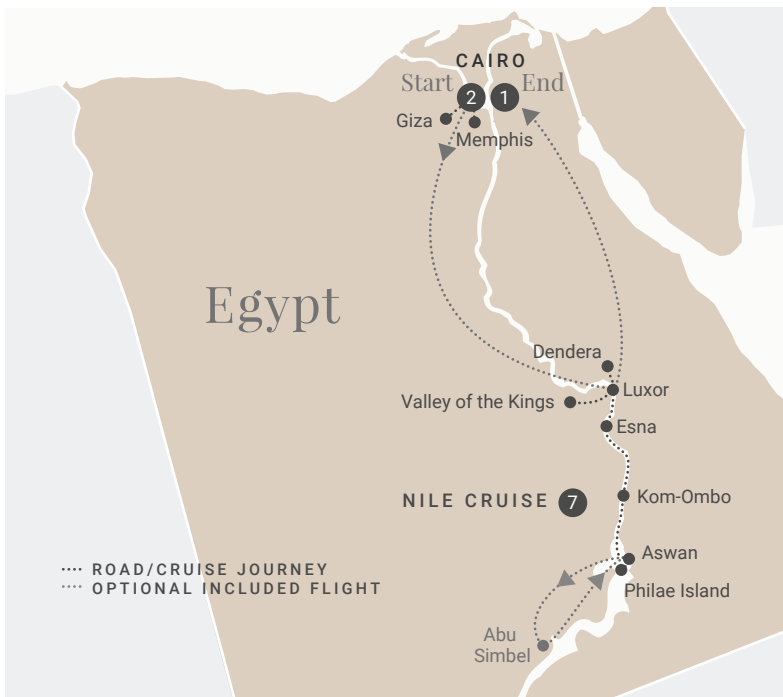 CAIRO
Start 2 1 End
Giza
Memphis
Egypt
Dendera
Luxor
Valley of the Kings
Esna
NILE CRUISE 7
Kom-Ombo
Aswan
Philae Island
ROAD/CRUISE JOURNEY
OPTIONAL INCLUDED FLIGHT
Abu
Simbel